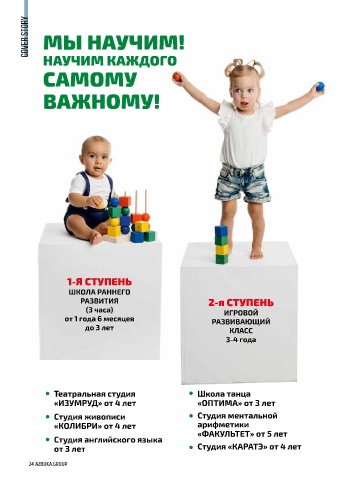 COVER STORY
МЫ НАУЧИМ!
НАУЧИМ КАЖДОГО
САМОМУ
ВАЖНОМУ!
1-Я СТУПЕНЬ
ШКОЛА РАННЕГО
РАЗВИТИЯ
(3 часа)
от 1 года 6 месяцев
до 3 лет
2-я СТУПЕНЬ
ИГРОВОЙ
РАЗВИВАЮЩИЙ
КЛАСС
3-4 года
• Театральная студия
«ИЗУМРУД» от 4 лет
• Студия живописи
«КОЛИБРИ» от 4 лет
• Студия английского языка
от 3 лет
• Школа танца
«ОПТИМА» от 3 лет
• Студия ментальной
арифметики
«ФАКУЛЬТЕТ» от 5 лет
• Студия «КАРАТЭ» от 4 лет
24 AZBUKA.GROUP